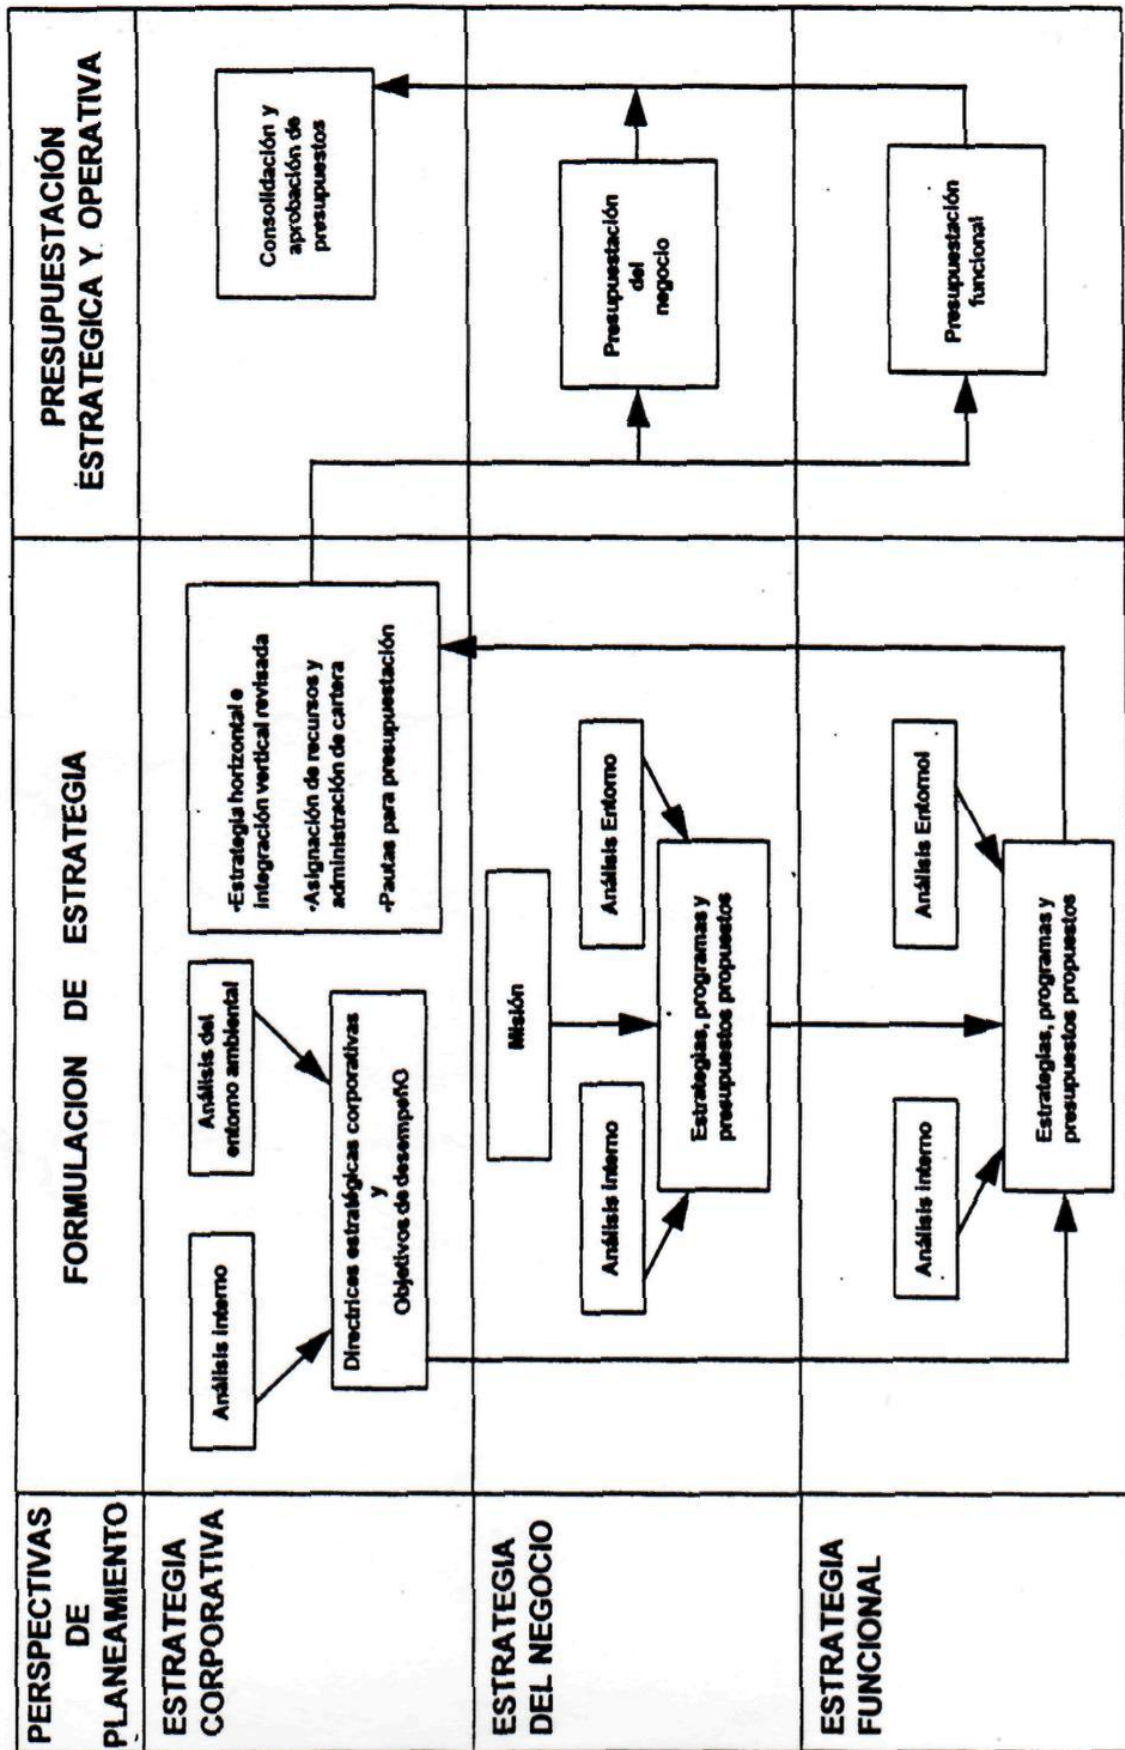 PERSPECTIVAS
DE
PLANEAMIENTO
FORMULACION DE ESTRATEGIA
PRESUPUESTACIÓN
ESTRATEGICA Y. OPERATIVA
ESTRATEGIA
CORPORATIVA
Análisis interno
Análisis del
entorno ambiental
Directrices estratégicas corporativas
y
Objetivos de desempeño
•Estrategia horizontal e
integración vertical revisada
•Asignación de recursos y
administración de cartera
•Pautas para presupuestación
Consolidación y
aprobación de
presupuestos
ESTRATEGIA
DEL NEGOCIO
Misión
Análisis Interno
Análisis Entorno
Estrategias, programas y
presupuestos propuestos
Presupuestación
del
negocio
ESTRATEGIA
FUNCIONAL
Análisis interno
Análisis Entornol
Estrategias, programas y
presupuestos propuestos
Presupuestación
funcional